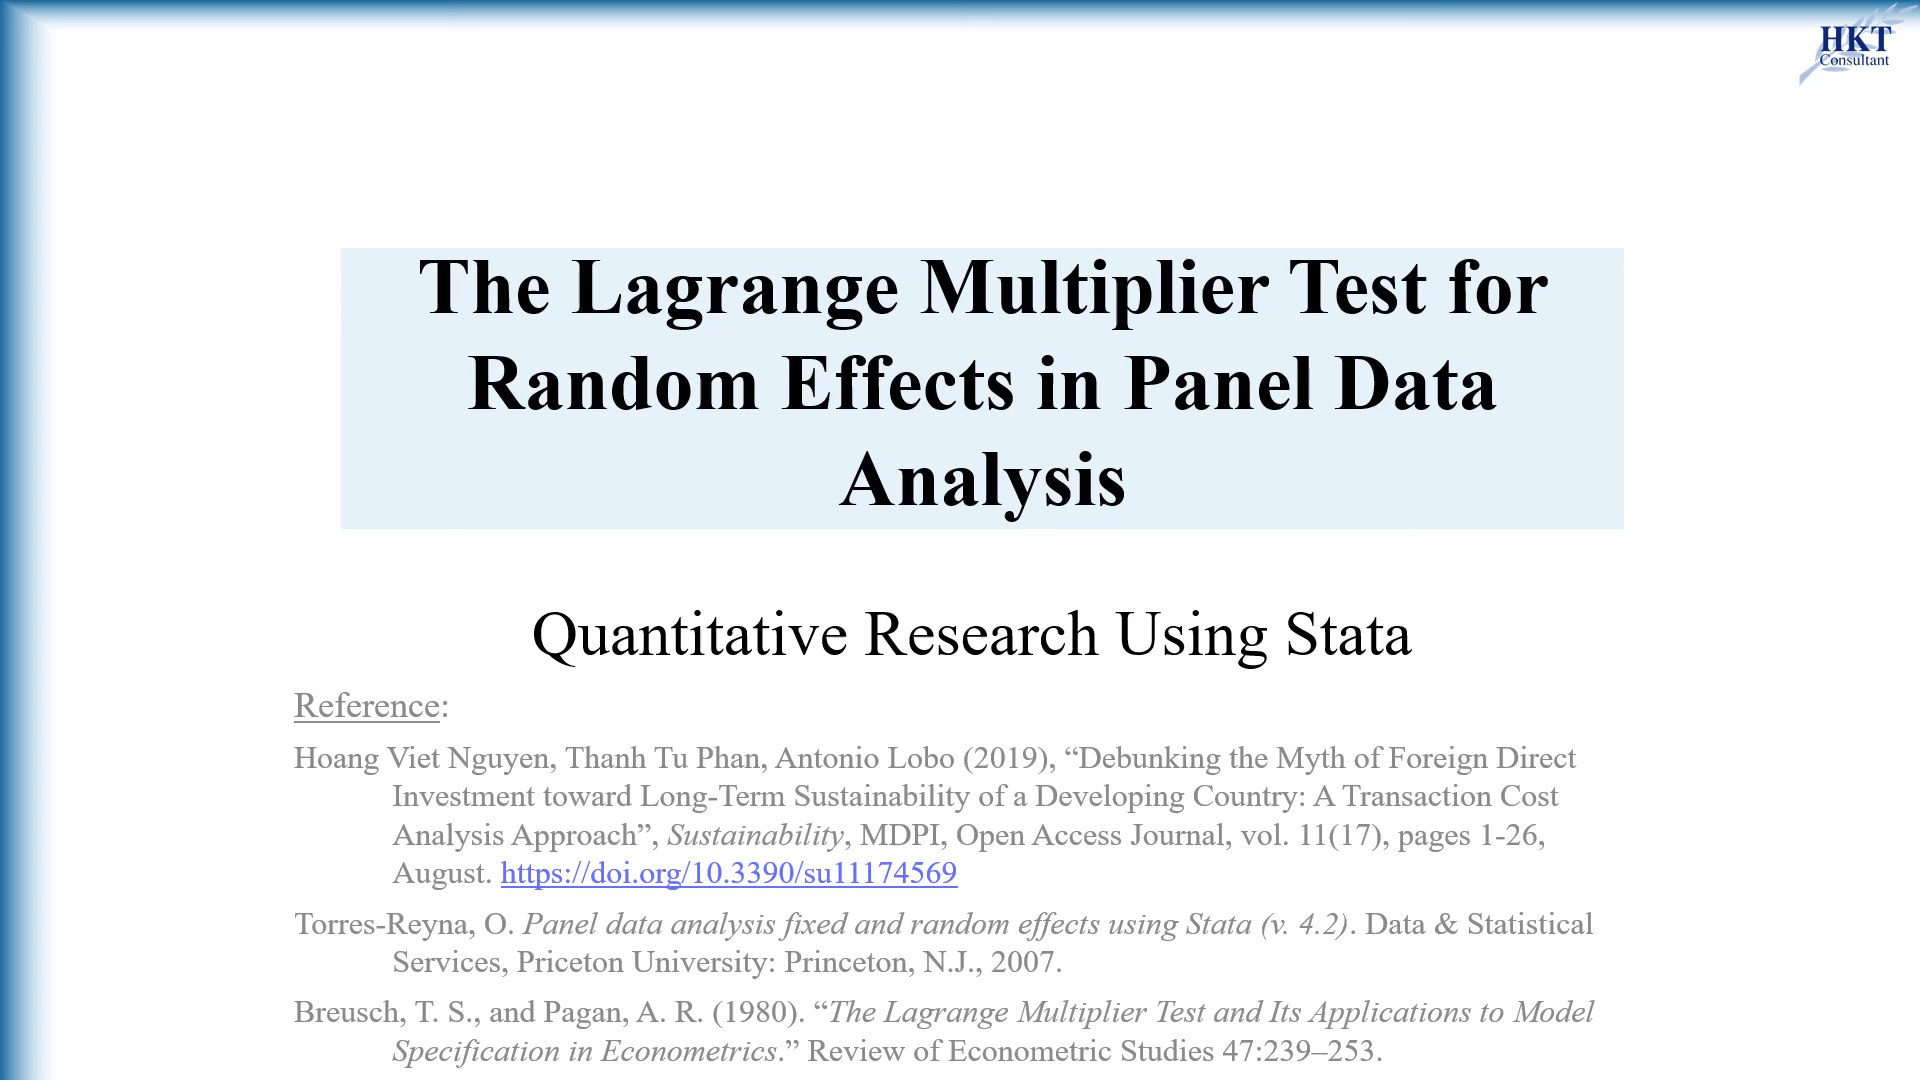 HKT
Consultant
The Lagrange Multiplier Test for
Random Effects in Panel Data
Analysis
Quantitative Research Using Stata
Reference:
Hoang Viet Nguyen, Thanh Tu Phan, Antonio Lobo (2019), “Debunking the Myth of Foreign Direct
Investment toward Long-Term Sustainability of a Developing Country: A Transaction Cost
Analysis Approach”, Sustainability, MDPI, Open Access Journal, vol. 11(17), pages 1-26,
August. https://doi.org/10.3390/su11174569
Torres-Reyna, O. Panel data analysis fixed and random effects using Stata (v. 4.2). Data & Statistical
Services, Priceton University: Princeton, N.J., 2007.
Breusch, T. S., and Pagan, A. R. (1980). “The Lagrange Multiplier Test and Its Applications to Model
Specification in Econometrics.” Review of Econometric Studies 47:239–253.